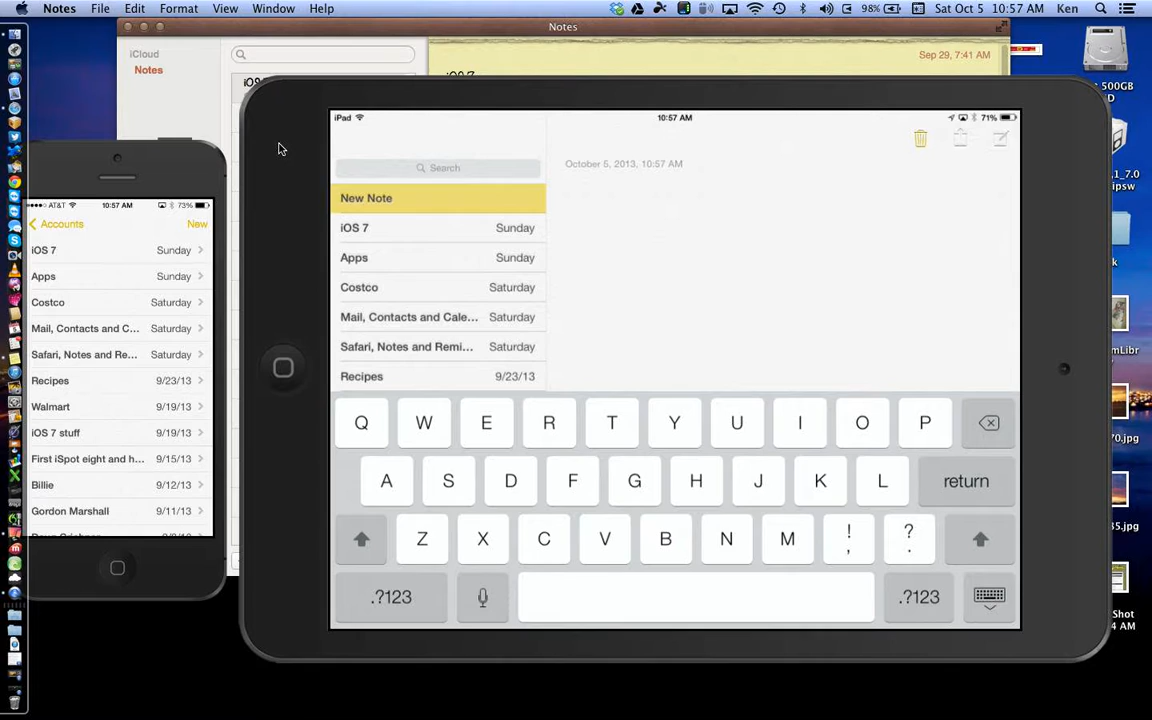 Notes File Edit Format View Window Help 98% Sat Oct 5 10:57 AM Ken
Notes
iCloud
Notes
Sep 29, 7:41 AM
500GB
1_7.0
ipsw
k
70.jpg
35.jpg
Shot
4 AM
AT&T 10:57 AM 73%
Accounts New
iOS 7 Sunday
Apps Sunday
Costco Saturday
Mail, Contacts and C... Saturday
Safari, Notes and Re... Saturday
Recipes 9/23/13
Walmart 9/19/13
iOS 7 stuff 9/19/13
First iSpot eight and h... 9/15/13
Billie 9/12/13
Gordon Marshall 9/11/13
iPad 10:57 AM 71%
Search
October 5, 2013, 10:57 AM
New Note
iOS 7 Sunday
Apps Sunday
Costco Saturday
Mail, Contacts and Cale... Saturday
Safari, Notes and Remi... Saturday
Recipes 9/23/13
Q W E R T Y U I O P
A S D F G H J K L return
Z X C V B N M ! , ? .
.?123 .?123